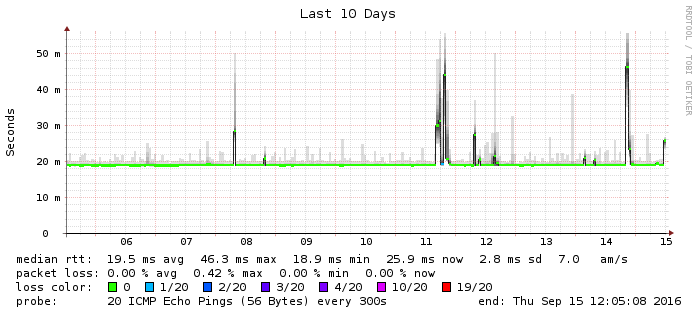 Last 10 Days
RRDTOOL / TOBI OETIKER
Seconds
50 m
40 m
30 m
20 m
10 m
0
06 07 08 09 10 11 12 13 14 15
median rtt: 19.5 ms avg 46.3 ms max 18.9 ms min 25.9 ms now 2.8 ms sd 7.0 am/s
packet loss: 0.00 % avg 0.42 % max 0.00 % min 0.00 % now
loss color: 0 1/20 2/20 3/20 4/20 10/20 19/20
probe: 20 ICMP Echo Pings (56 Bytes) every 300s end: Thu Sep 15 12:05:08 2016